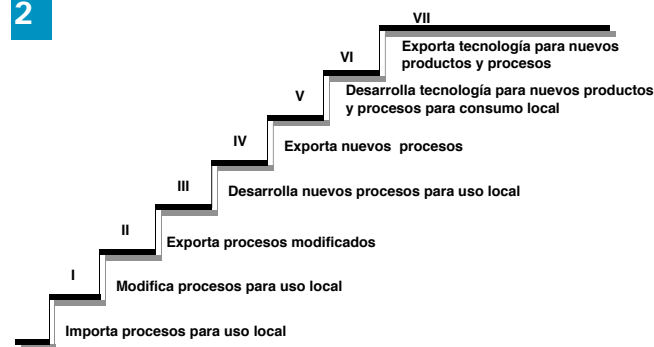 2
VII
Exporta tecnología para nuevos
productos y procesos
VI
Desarrolla tecnología para nuevos productos
y procesos para consumo local
V
Exporta nuevos procesos
IV
Desarrolla nuevos procesos para uso local
III
Exporta procesos modificados
II
Modifica procesos para uso local
I
Importa procesos para uso local